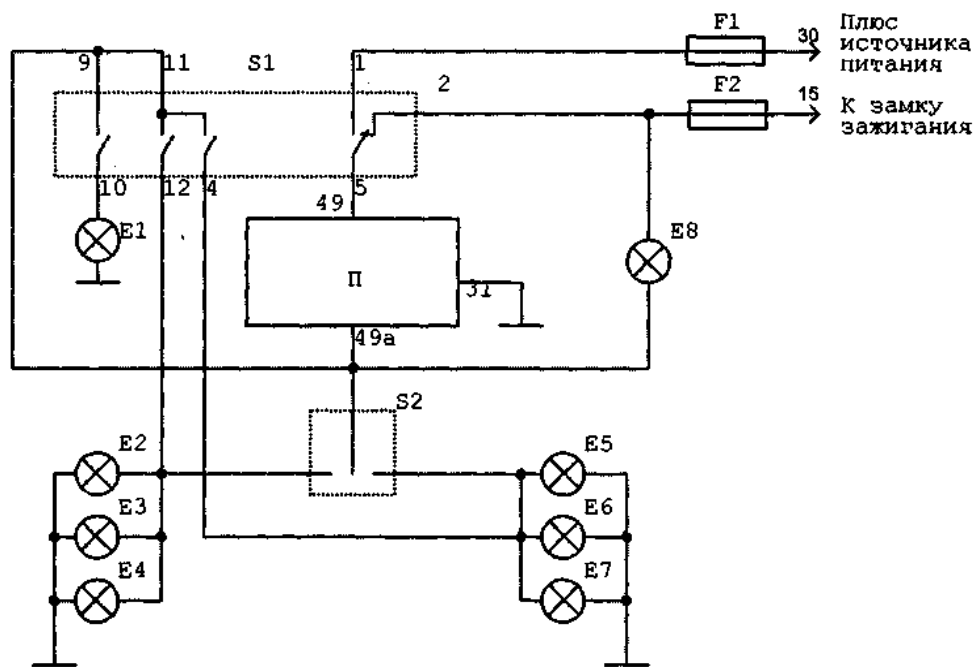 F1
30
Плюс
источника
питания
9
11
S1
1
2
F2
15
К замку
зажигания
10
12
4
5
49
E1
П
31
E8
49а
S2
E2
E5
E3
E6
E4
E7